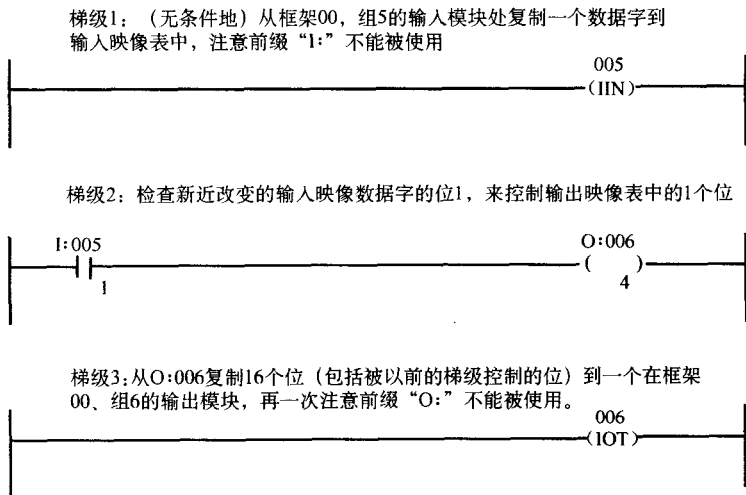 梯级1：（无条件地）从框架00，组5的输入模块处复制一个数据字到
输入映像表中，注意前缀“I:”不能被使用
005
(IIN)
梯级2：检查新近改变的输入映像数据字的位1，来控制输出映像表中的1个位
I:005
O:006
1
( )
4
梯级3：从O:006复制16个位（包括被以前的梯级控制的位）到一个在框架
00、组6的输出模块，再一次注意前缀“O:”不能被使用。
006
(IOT)